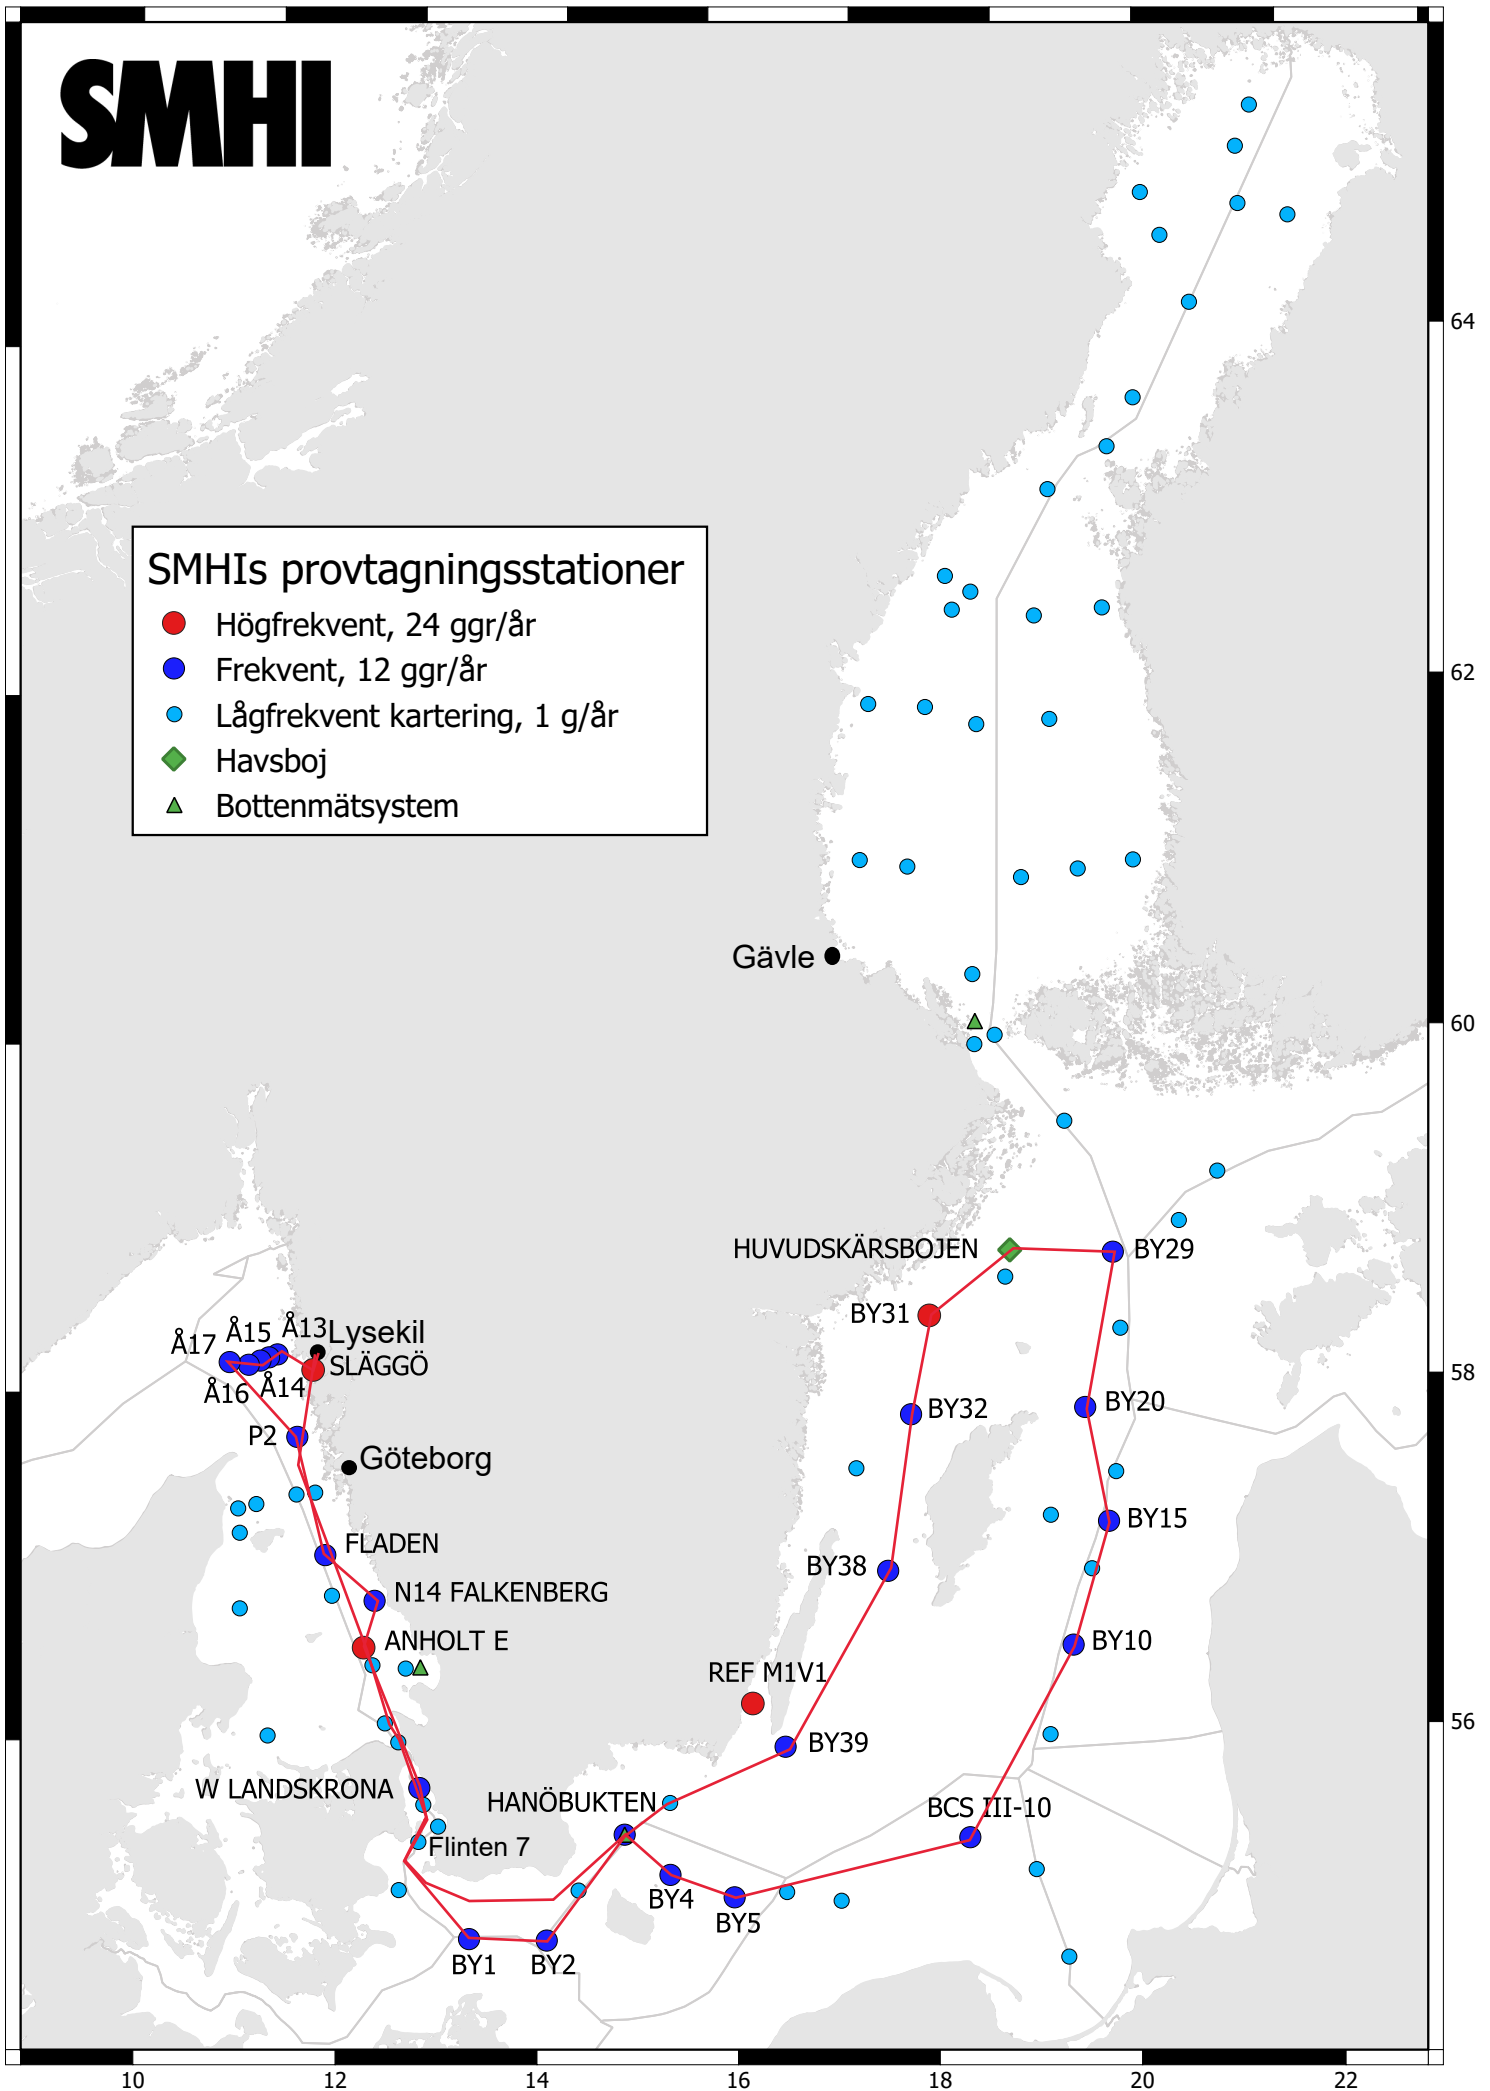 SMHI
64
SMHIs provtagningsstationer
Högfrekvent, 24 ggr/år
Frekvent, 12 ggr/år
Lågfrekvent kartering, 1 g/år
Havsboj
Bottenmätsystem
62
Gävle
60
HUVUDSKÄRSBOJEN
BY29
BY31
Å17
Å15
Å13
Lysekil
SLÄGGÖ
Å16
Å14
58
BY32
BY20
P2
Göteborg
BY15
FLADEN
BY38
N14 FALKENBERG
ANHOLT E
BY10
REF M1V1
56
BY39
W LANDSKRONA
HANÖBUKTEN
BCS III-10
Flinten 7
BY4
BY5
BY1
BY2
10
12
14
16
18
20
22